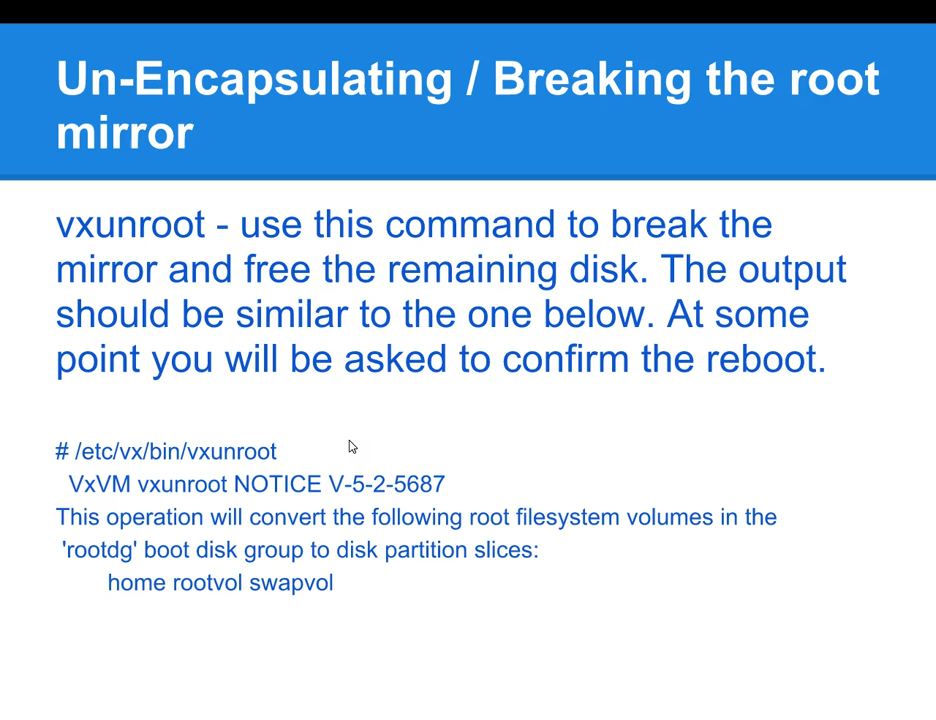 Un-Encapsulating / Breaking the root
mirror
vxunroot - use this command to break the
mirror and free the remaining disk. The output
should be similar to the one below. At some
point you will be asked to confirm the reboot.
# /etc/vx/bin/vxunroot
VxVM vxunroot NOTICE V-5-2-5687
This operation will convert the following root filesystem volumes in the
'rootdg' boot disk group to disk partition slices:
home rootvol swapvol